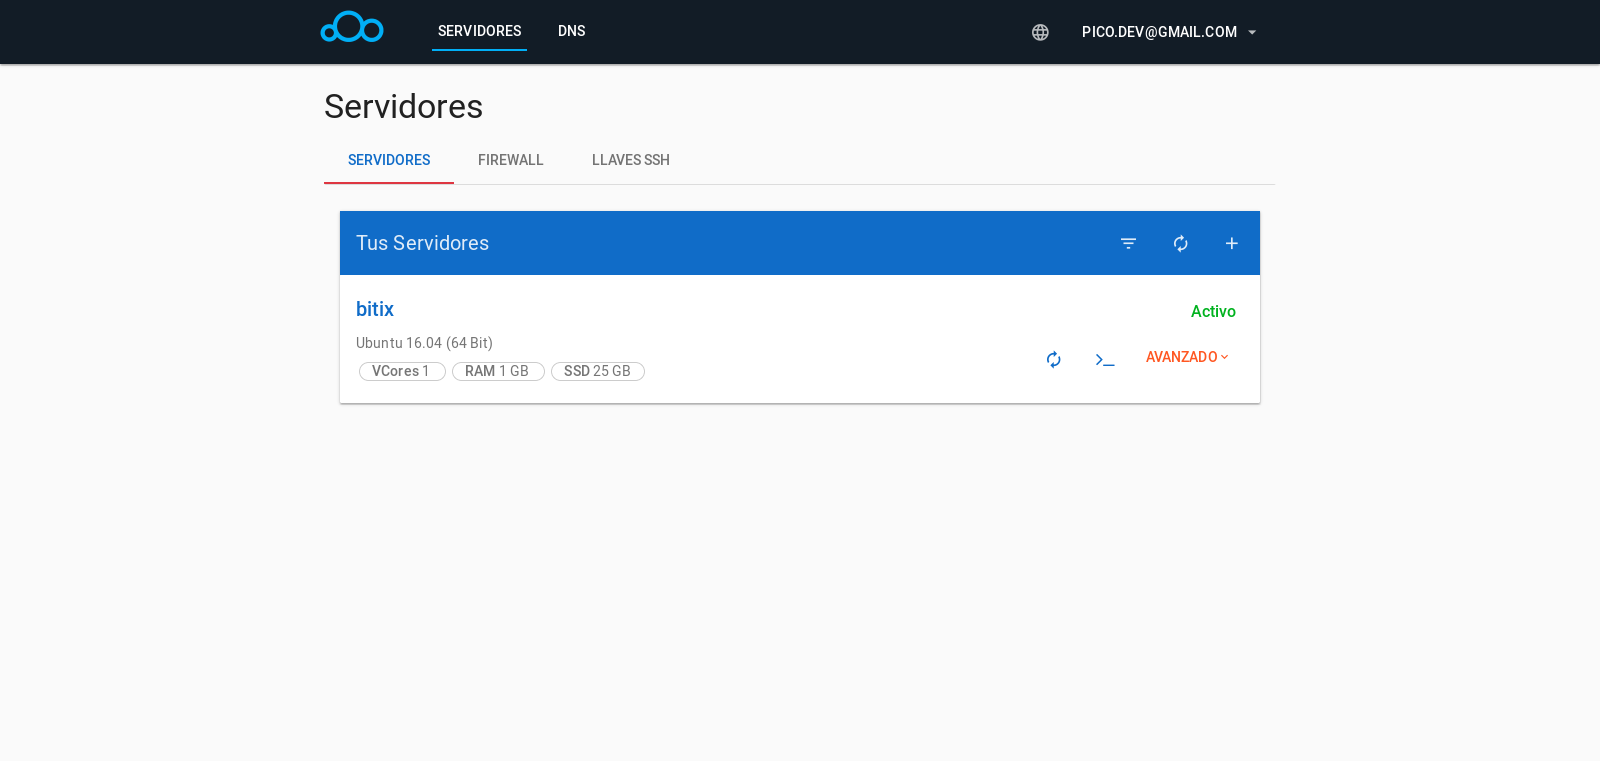 SERVIDORES DNS PICO.DEV@GMAIL.COM
Servidores
SERVIDORES FIREWALL LLAVES SSH
Tus Servidores
bitix Activo
Ubuntu 16.04 (64 Bit)
AVANZADO
VCores 1 RAM 1 GB SSD 25 GB